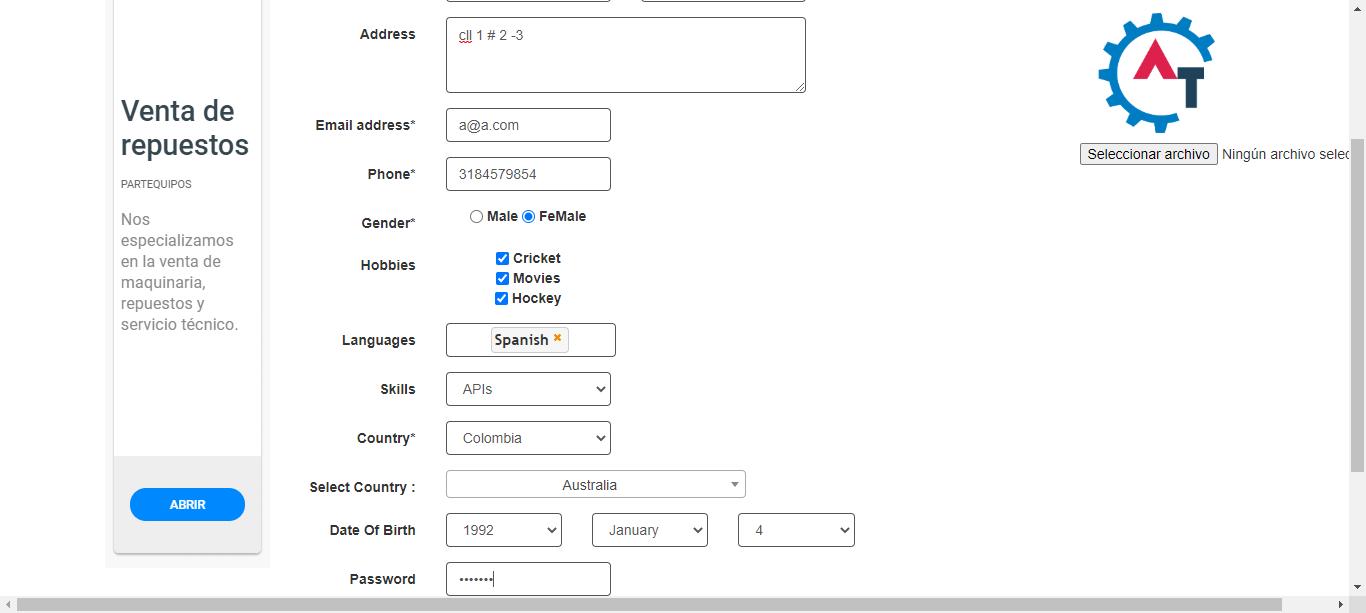 Venta de
repuestos
PARTEQUIPOS
Nos
especializamos
en la venta de
maquinaria,
repuestos y
servicio técnico.
ABRIR
Address
cll 1 # 2 -3
Email address*
a@a.com
Phone*
3184579854
Gender*
Male FeMale
Hobbies
Cricket
Movies
Hockey
Languages
Spanish
Skills
APIs
Country*
Colombia
Select Country :
Australia
Date Of Birth
1992 January 4
Password
•••••••
AT
Seleccionar archivo Ningún archivo selec